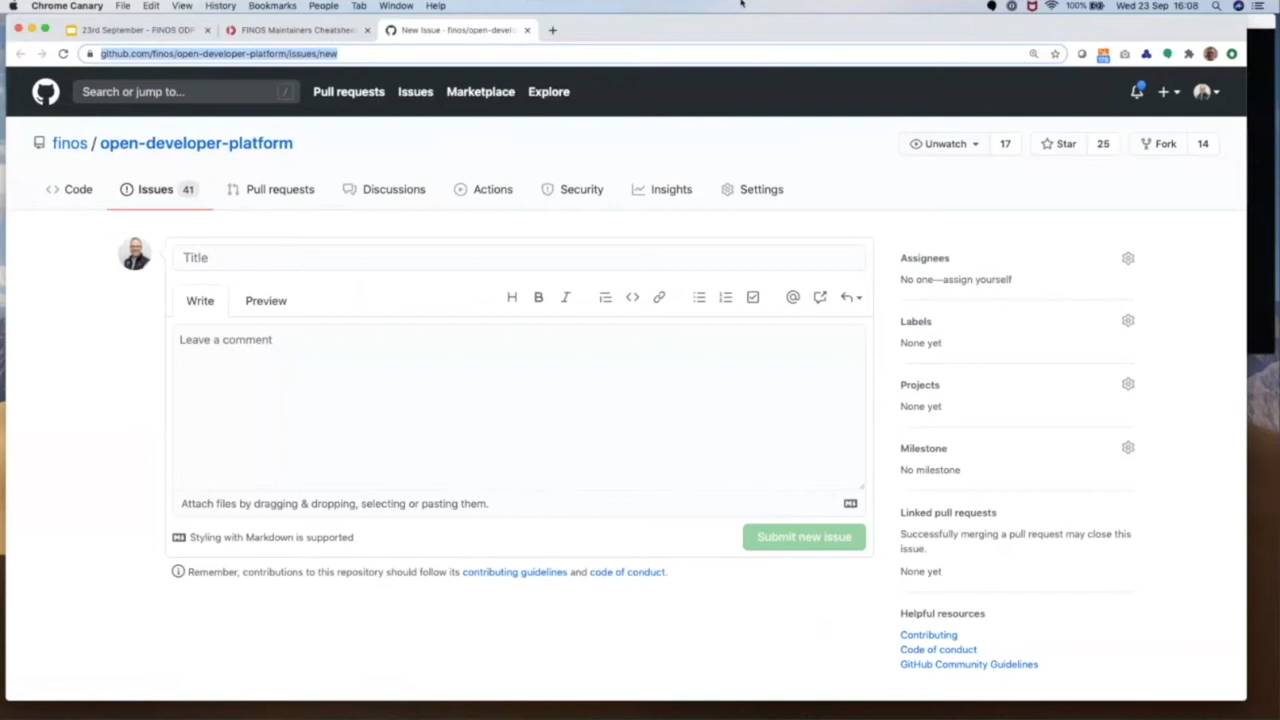 Chrome Canary File Edit View History Bookmarks People Tab Window Help 100% Wed 23 Sep 16:08
23rd September - FINOS ODP FINOS Maintainers Cheatshee New Issue · finos/open-devel
github.com/finos/open-developer-platform/issues/new
Search or jump to... / Pull requests Issues Marketplace Explore
finos / open-developer-platform Unwatch 17 Star 25 Fork 14
Code Issues 41 Pull requests Discussions Actions Security Insights Settings
Title
Write Preview H B I
Leave a comment
Attach files by dragging & dropping, selecting or pasting them.
Styling with Markdown is supported Submit new issue
Remember, contributions to this repository should follow its contributing guidelines and code of conduct.
Assignees
No one—assign yourself
Labels
None yet
Projects
None yet
Milestone
No milestone
Linked pull requests
Successfully merging a pull request may close this
issue.
None yet
Helpful resources
Contributing
Code of conduct
GitHub Community Guidelines